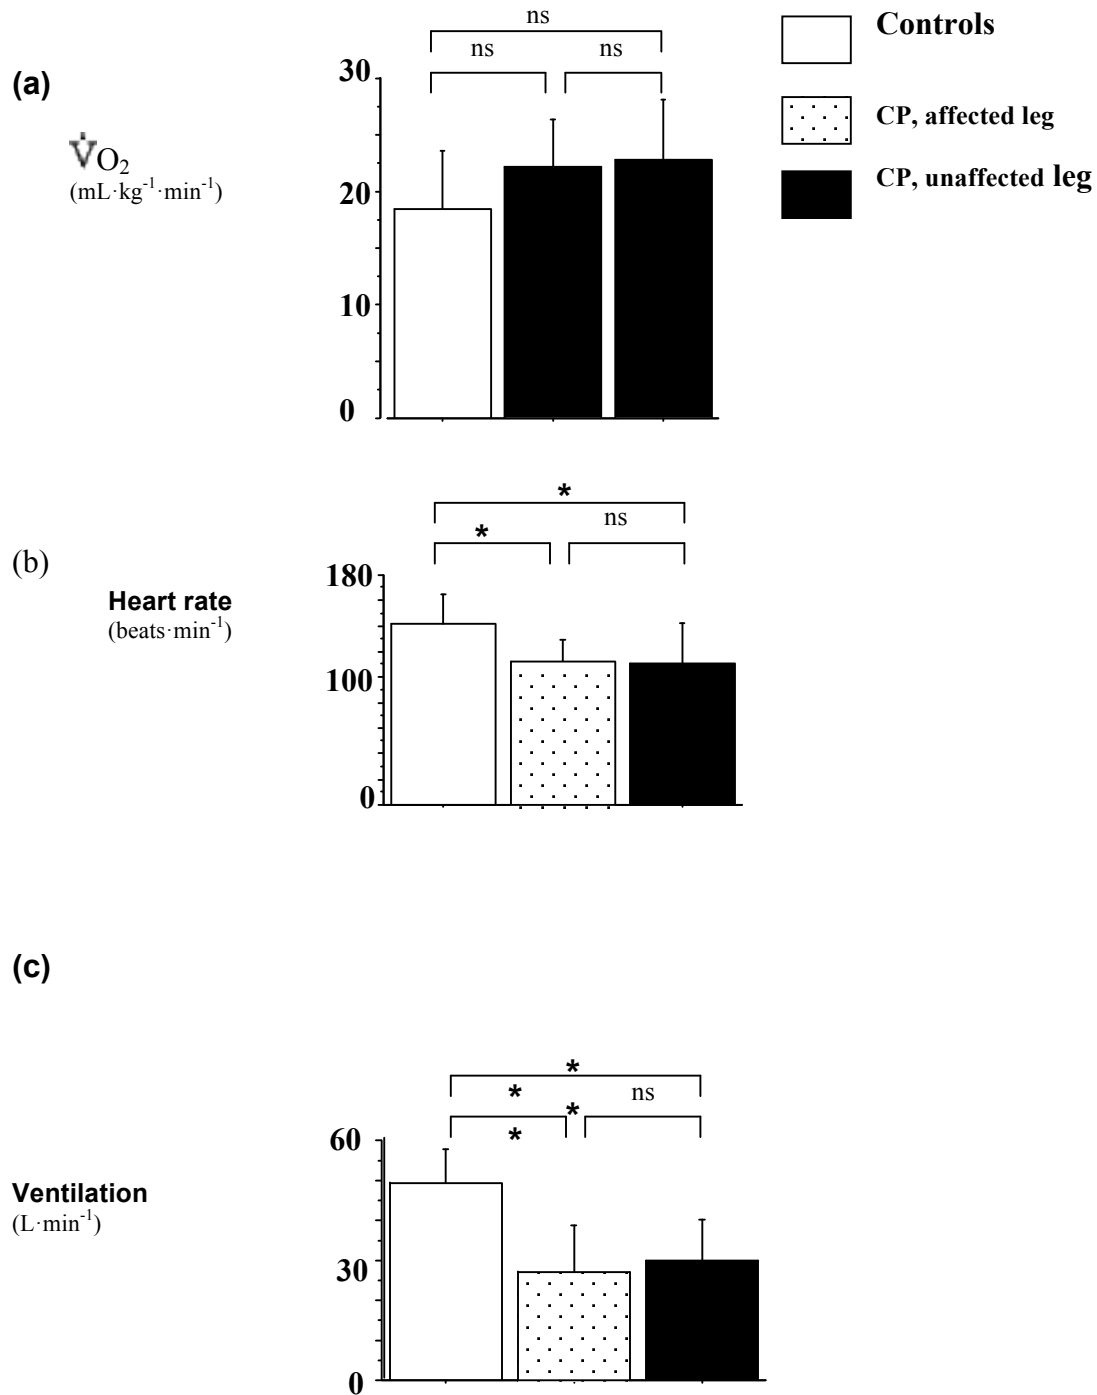 ns
ns ns
Controls
CP, affected leg
CP, unaffected leg
(a)
V̇O₂
(mL·kg⁻¹·min⁻¹)
30
20
10
0
*
* ns
(b)
Heart rate
(beats·min⁻¹)
180
100
0
(c)
*
* ns
*
*
Ventilation
(L·min⁻¹)
60
30
0